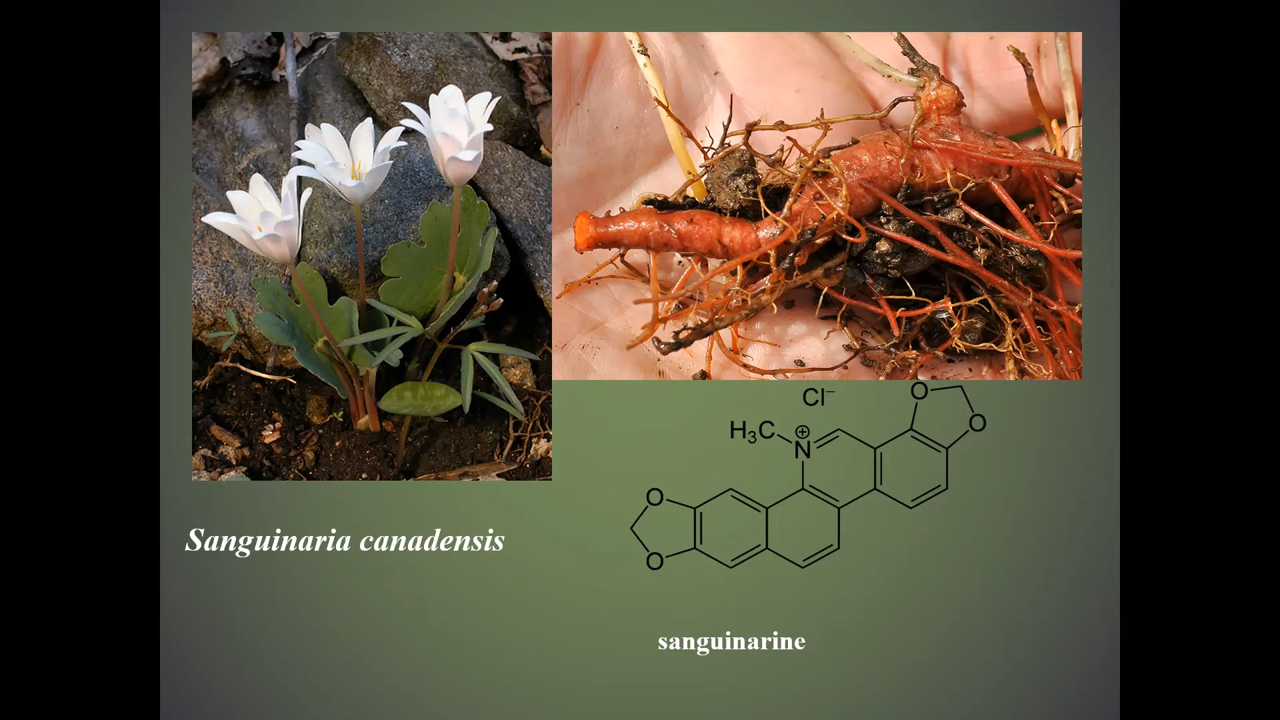 Cl⁻
O
O
H₃C
⊕
N
O
O
Sanguinaria canadensis
sanguinarine